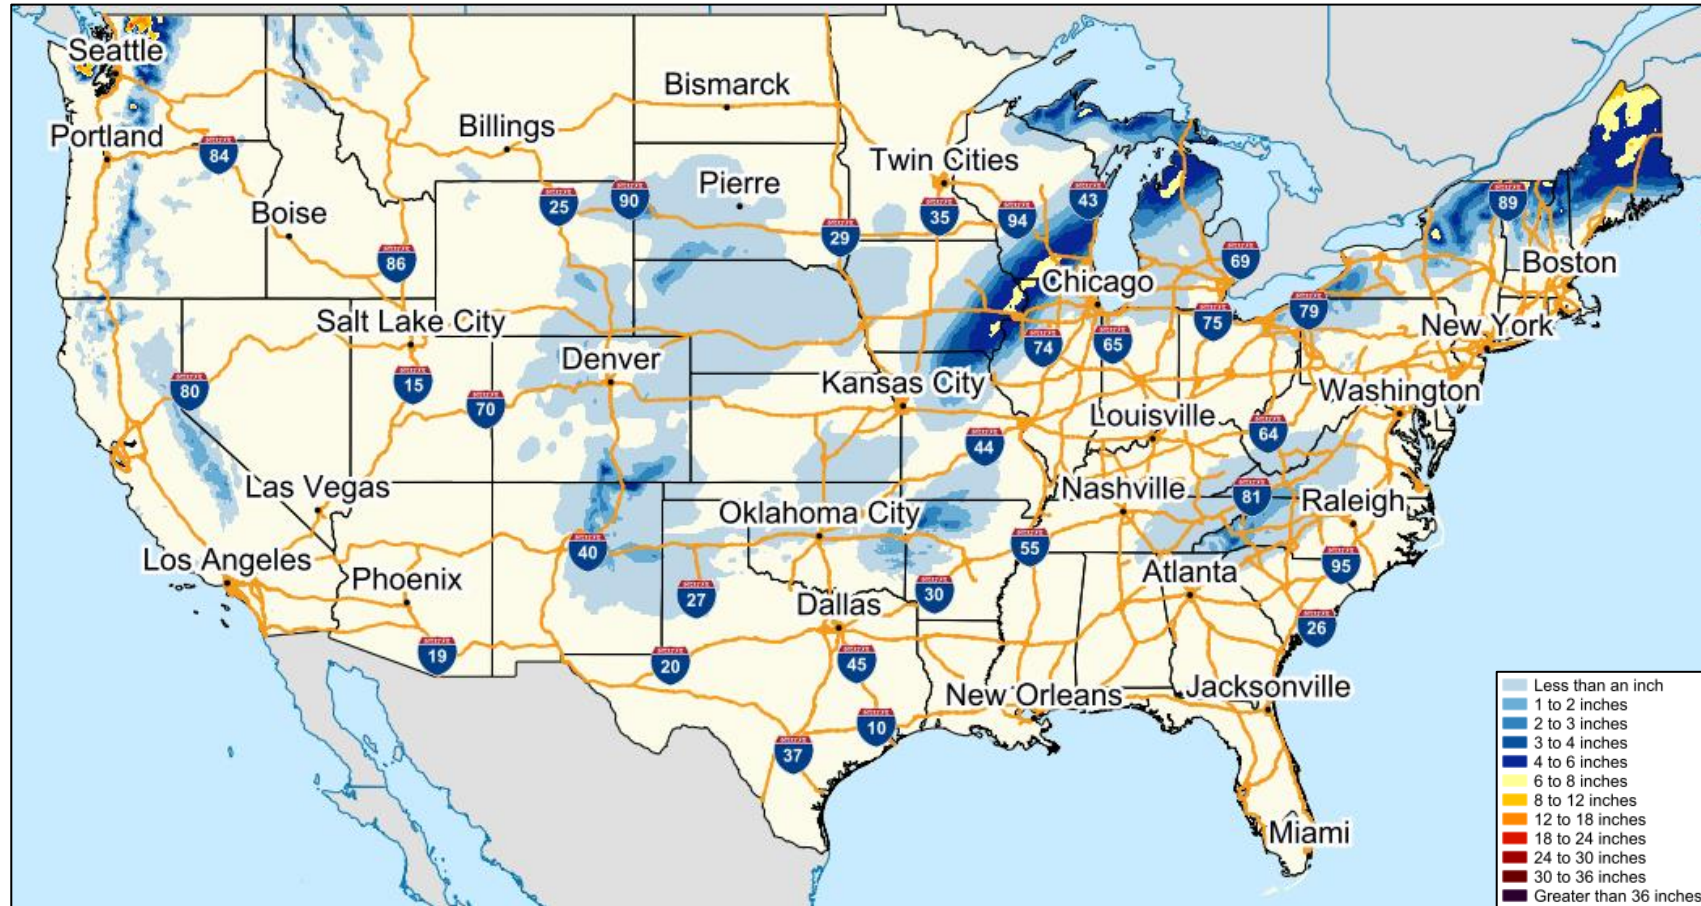 Seattle
Bismarck
Portland
Billings
84
Twin Cities
Pierre
25
90
43
89
Boise
35
94
29
86
69
Boston
Chicago
Salt Lake City
79
75
New York
Denver
74
65
80
15
Kansas City
Washington
70
Louisville
64
44
Las Vegas
Nashville
81
Raleigh
Oklahoma City
40
55
Los Angeles
95
Phoenix
Atlanta
27
30
Dallas
26
19
20
45
New Orleans
Jacksonville
10
37
Miami
Less than an inch
1 to 2 inches
2 to 3 inches
3 to 4 inches
4 to 6 inches
6 to 8 inches
8 to 12 inches
12 to 18 inches
18 to 24 inches
24 to 30 inches
30 to 36 inches
Greater than 36 inches